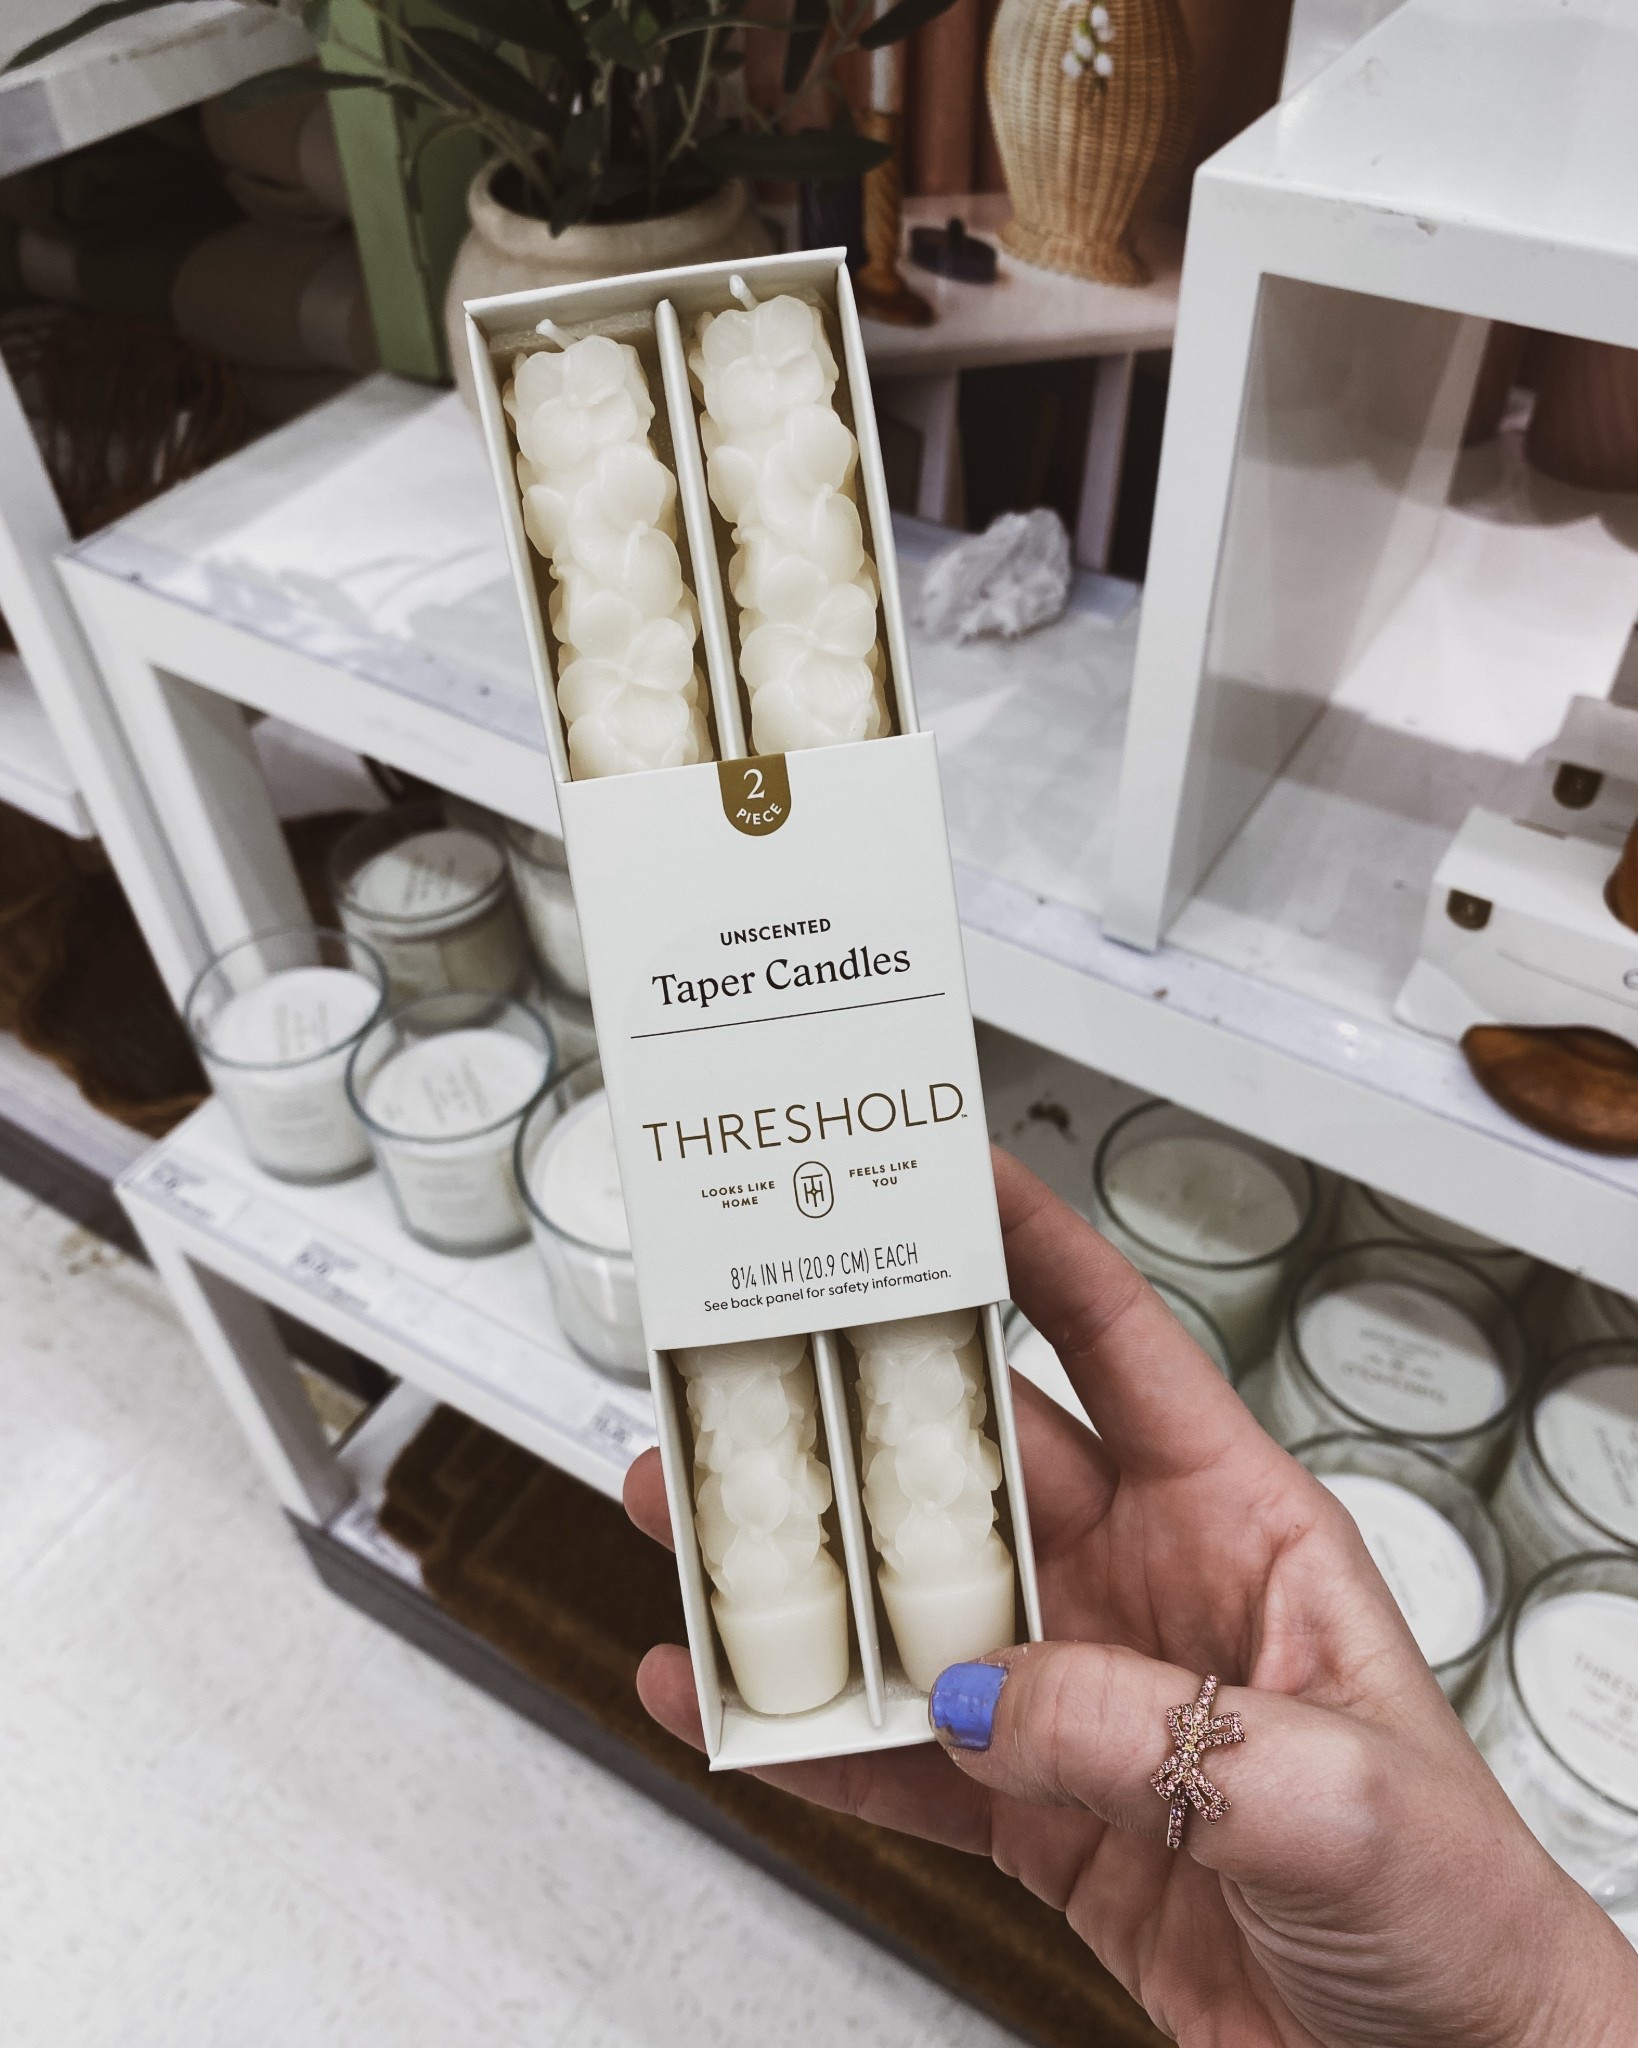 2
PIECE
UNSCENTED
Taper Candles
THRESHOLD™
LOOKS LIKE
HOME
FEELS LIKE
YOU
8¼ IN H (20.9 CM) EACH
See back panel for safety information.